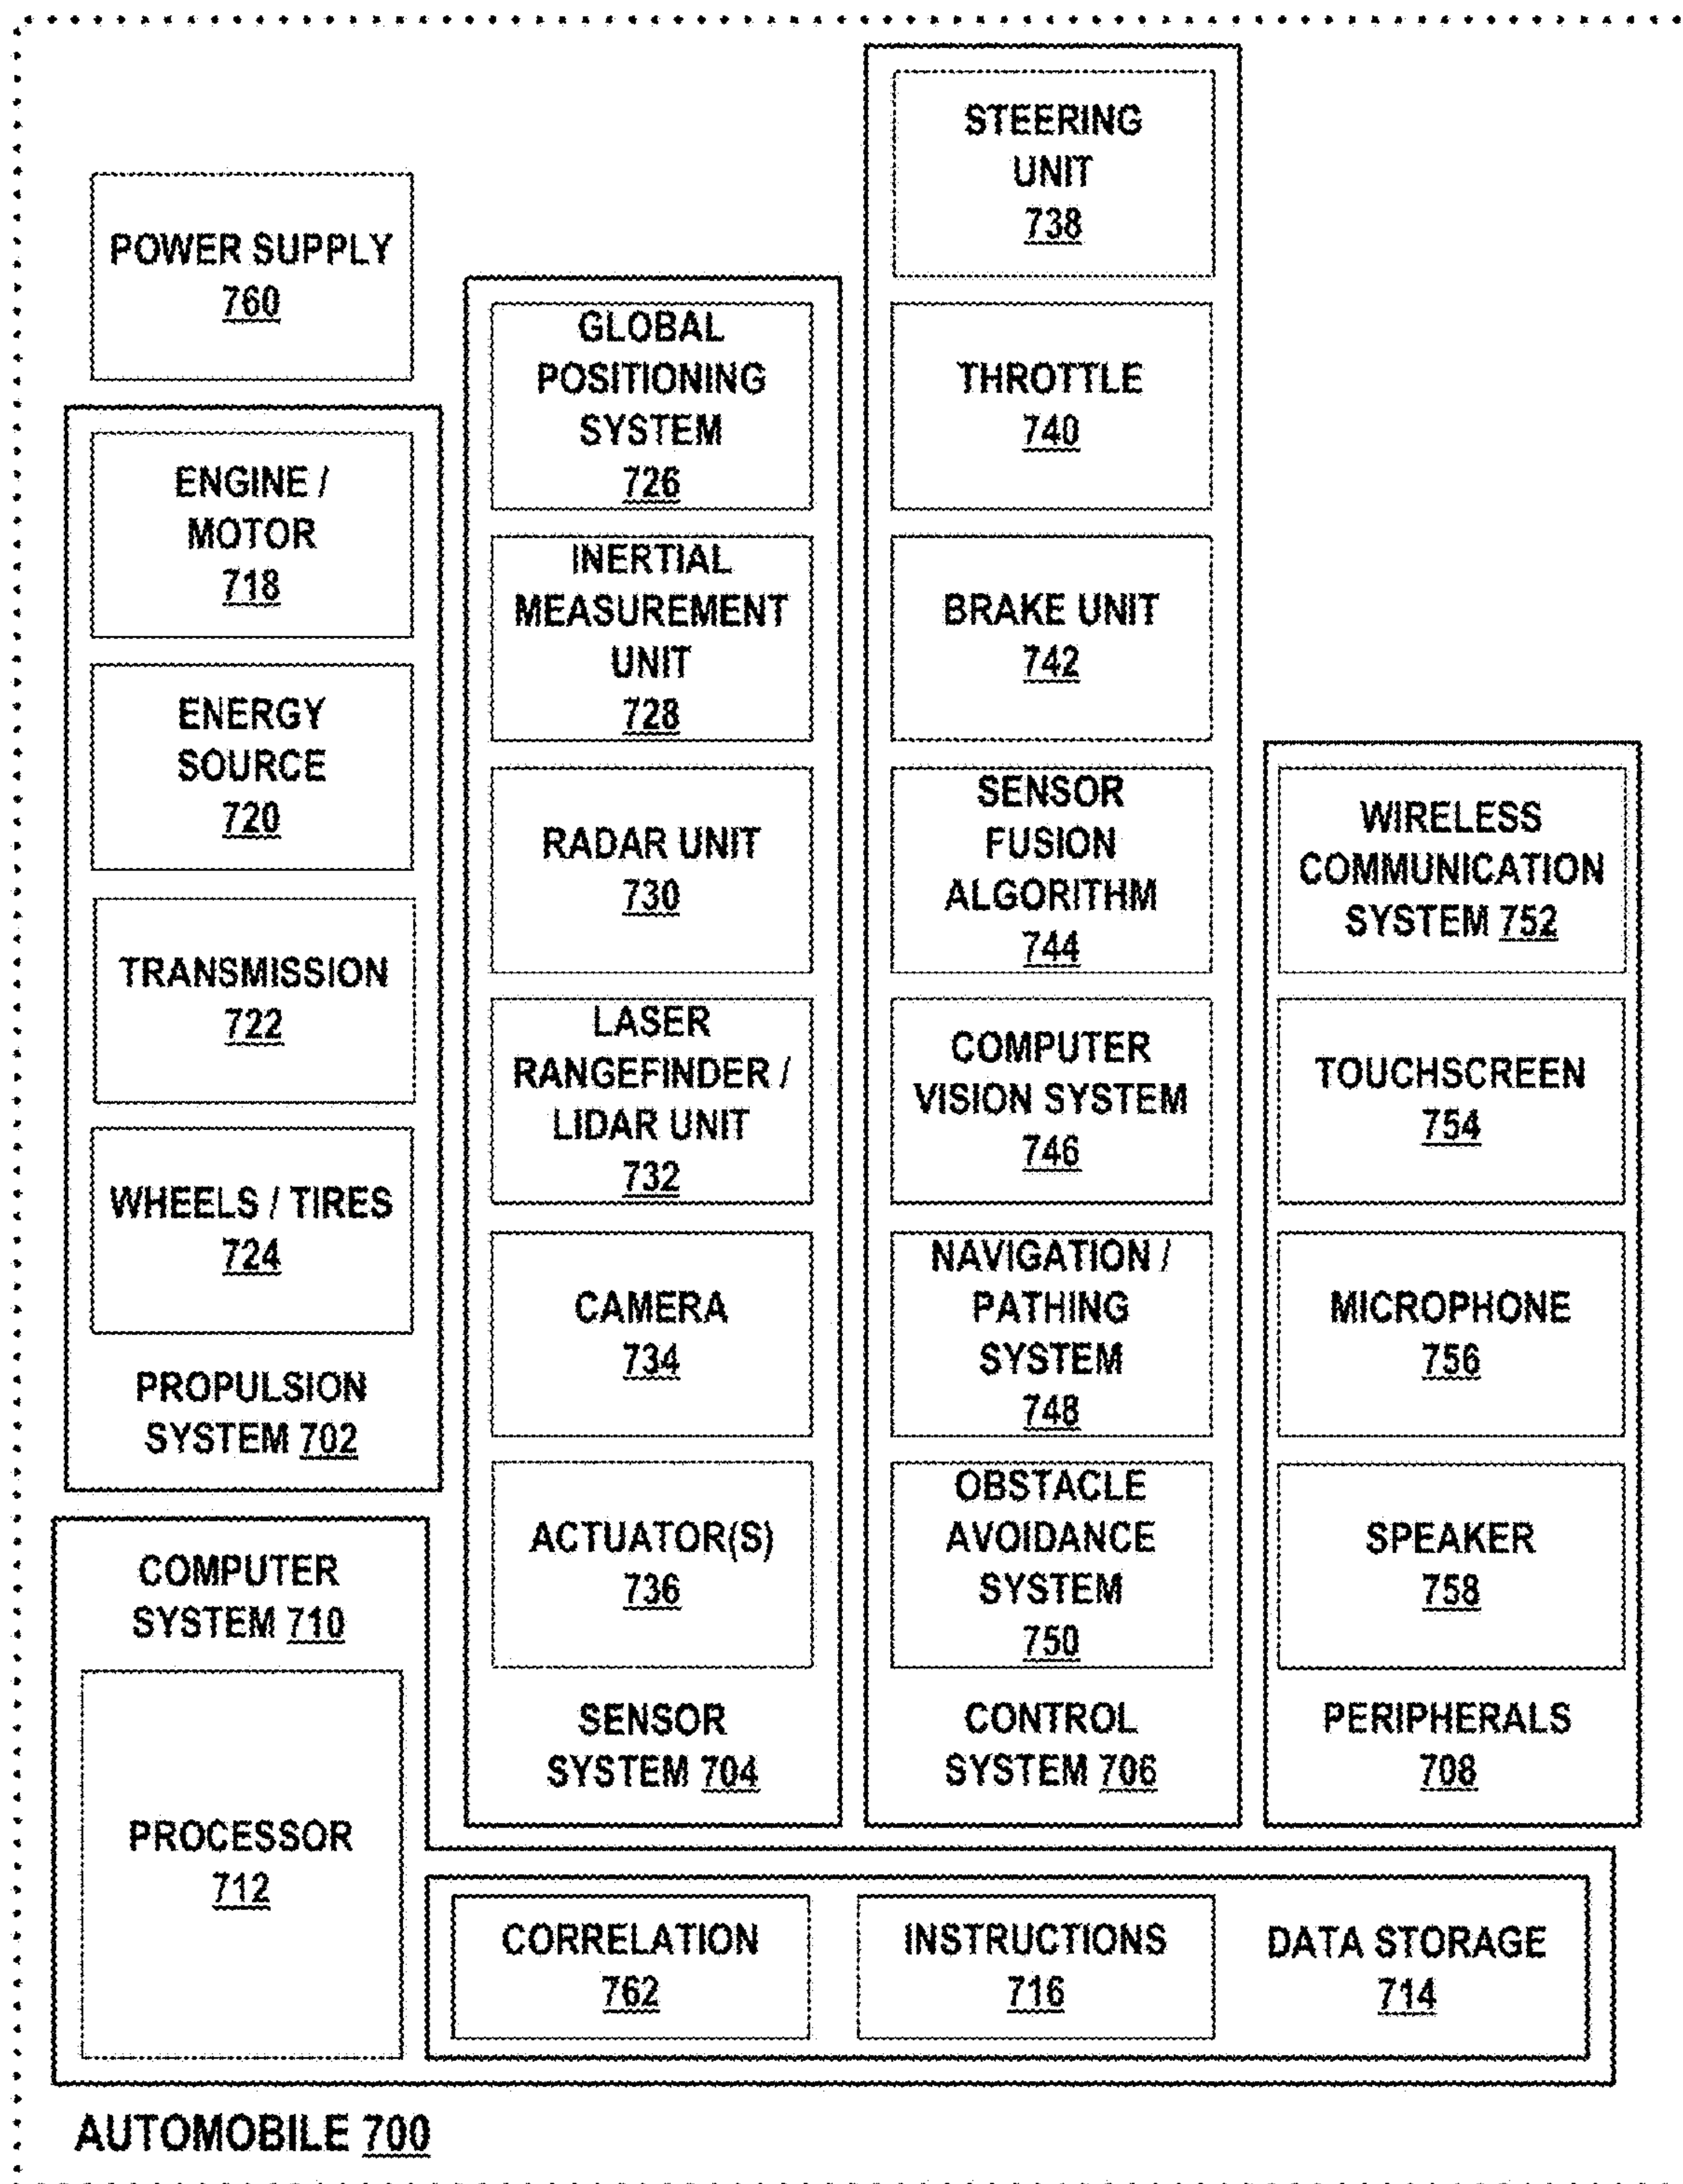 POWER SUPPLY
760
ENGINE /
MOTOR
718
ENERGY
SOURCE
720
TRANSMISSION
722
WHEELS / TIRES
724
PROPULSION
SYSTEM 702
COMPUTER
SYSTEM 710
PROCESSOR
712
GLOBAL
POSITIONING
SYSTEM
726
INERTIAL
MEASUREMENT
UNIT
728
RADAR UNIT
730
LASER
RANGEFINDER /
LIDAR UNIT
732
CAMERA
734
ACTUATOR(S)
736
SENSOR
SYSTEM 704
STEERING
UNIT
738
THROTTLE
740
BRAKE UNIT
742
SENSOR
FUSION
ALGORITHM
744
COMPUTER
VISION SYSTEM
746
NAVIGATION /
PATHING
SYSTEM
748
OBSTACLE
AVOIDANCE
SYSTEM
750
CONTROL
SYSTEM 706
WIRELESS
COMMUNICATION
SYSTEM 752
TOUCHSCREEN
754
MICROPHONE
756
SPEAKER
758
PERIPHERALS
708
CORRELATION
762
INSTRUCTIONS
716
DATA STORAGE
714
AUTOMOBILE 700